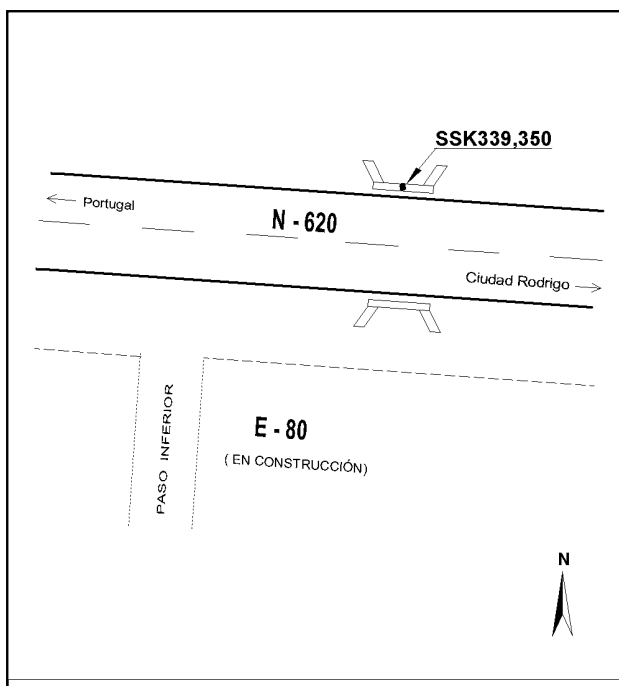 SSK339,350
Portugal
N - 620
Ciudad Rodrigo
PASO INFERIOR
E - 80
( EN CONSTRUCCIÓN)
N